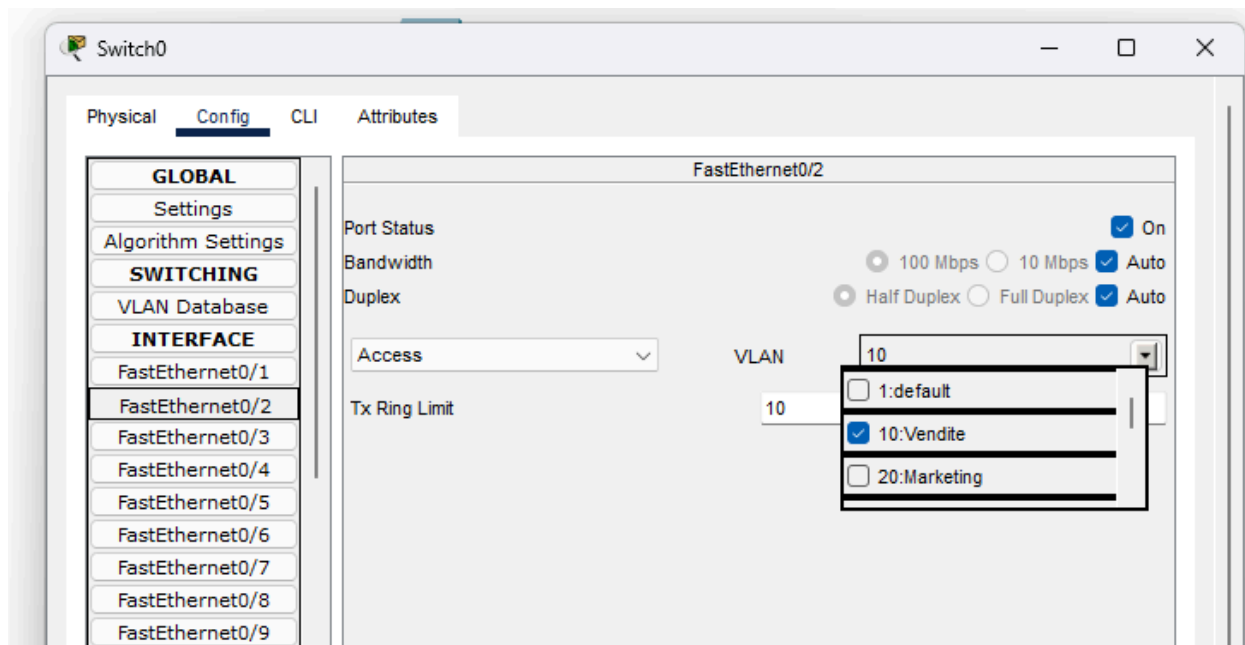 Switch0
Physical Config CLI Attributes
GLOBAL
Settings
Algorithm Settings
SWITCHING
VLAN Database
INTERFACE
FastEthernet0/1
FastEthernet0/2
FastEthernet0/3
FastEthernet0/4
FastEthernet0/5
FastEthernet0/6
FastEthernet0/7
FastEthernet0/8
FastEthernet0/9
FastEthernet0/2
Port Status On
Bandwidth 100 Mbps 10 Mbps Auto
Duplex Half Duplex Full Duplex Auto
Access VLAN 10
1:default
Tx Ring Limit 10
10:Vendite
20:Marketing